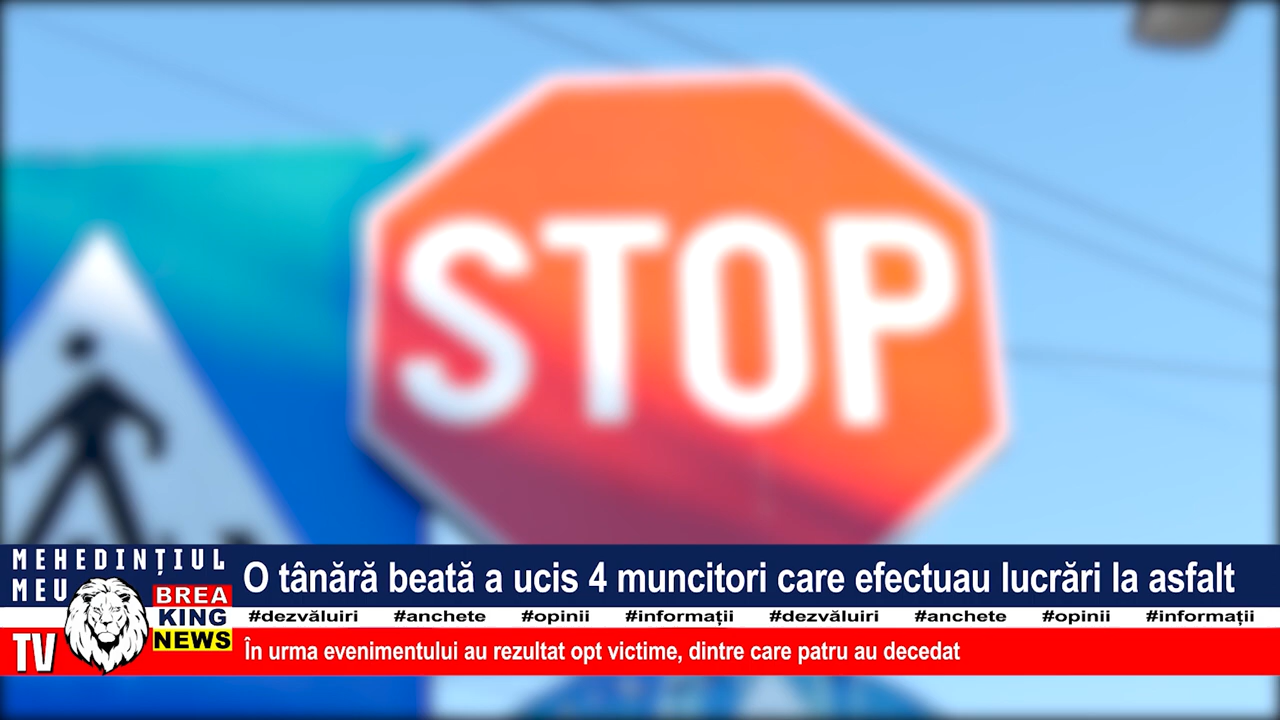 STOP
MEHEDINȚIUL
MEU
TV
BREA
KING
NEWS
O tânără beată a ucis 4 muncitori care efectuau lucrări la asfalt
#dezvăluiri #anchete #opinii #informații #dezvăluiri #anchete #opinii #informații
În urma evenimentului au rezultat opt victime, dintre care patru au decedat